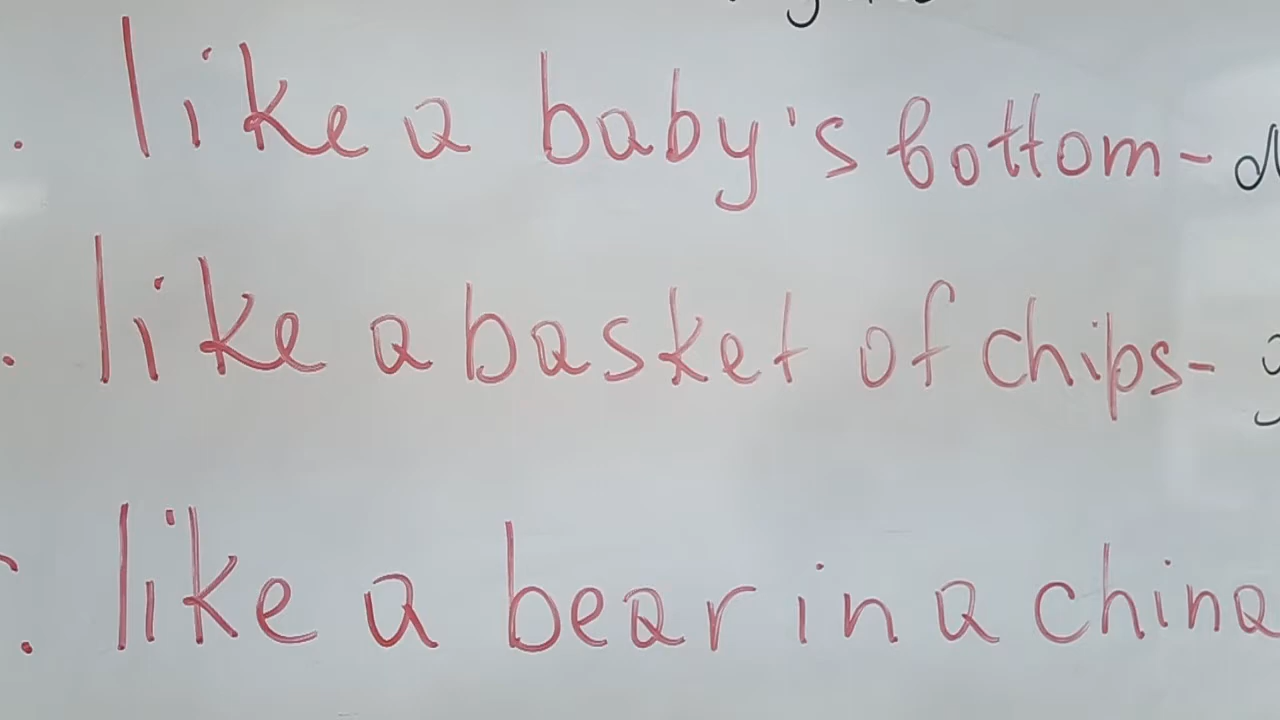 . like a baby's bottom -
. like a basket of chips -
. like a bear in a china